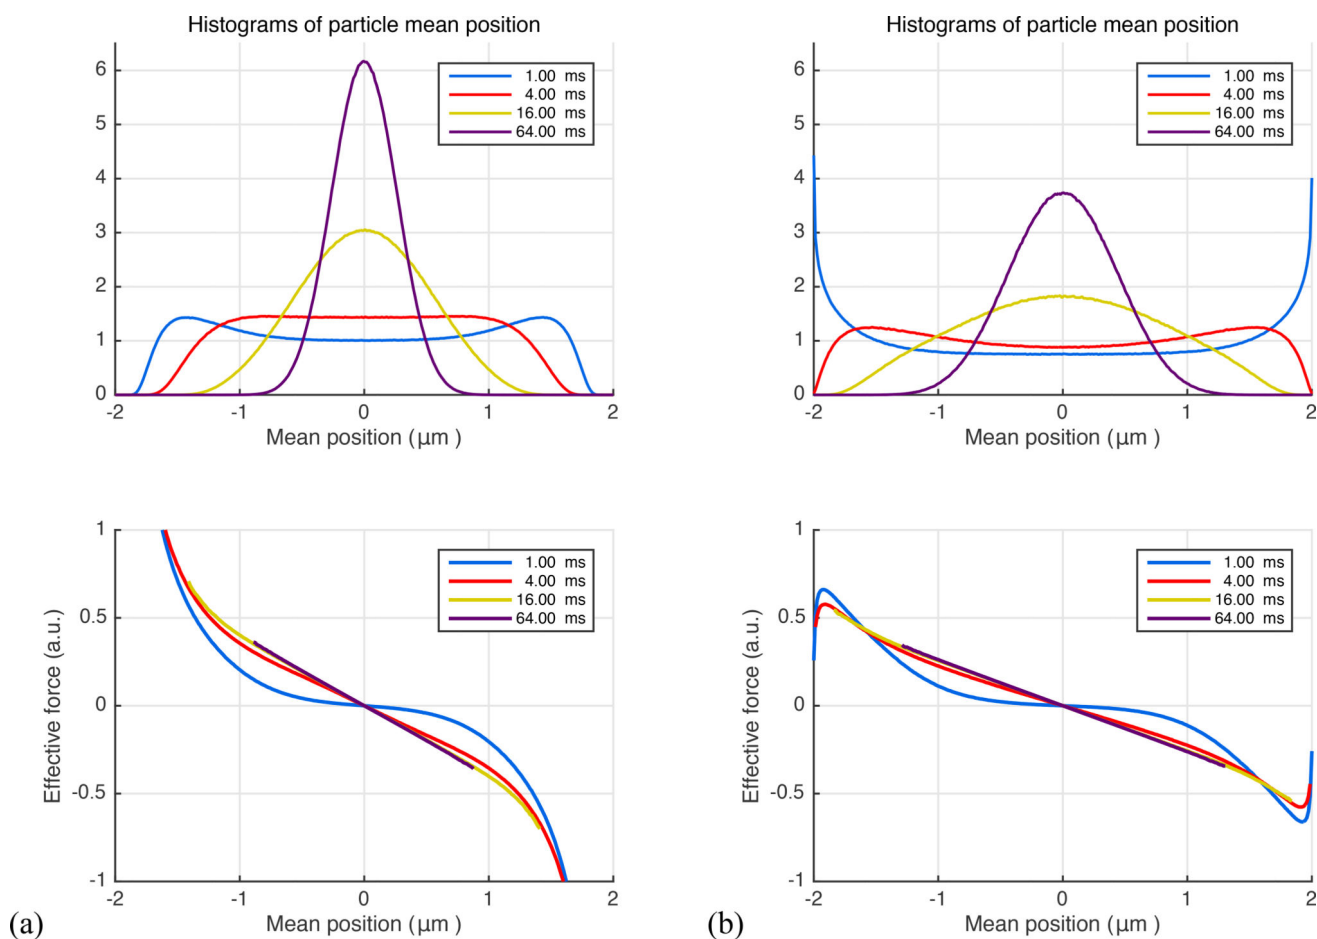 Histograms of particle mean position
6
5
4
3
2
1
0
-2 -1 0 1 2
Mean position (µm )
1.00 ms
4.00 ms
16.00 ms
64.00 ms
Histograms of particle mean position
6
5
4
3
2
1
0
-2 -1 0 1 2
Mean position (µm )
1.00 ms
4.00 ms
16.00 ms
64.00 ms
Effective force (a.u.)
1
0.5
0
-0.5
-1
-2 -1 0 1 2
Mean position (µm )
1.00 ms
4.00 ms
16.00 ms
64.00 ms
(a)
Effective force (a.u.)
1
0.5
0
-0.5
-1
-2 -1 0 1 2
Mean position (µm )
1.00 ms
4.00 ms
16.00 ms
64.00 ms
(b)